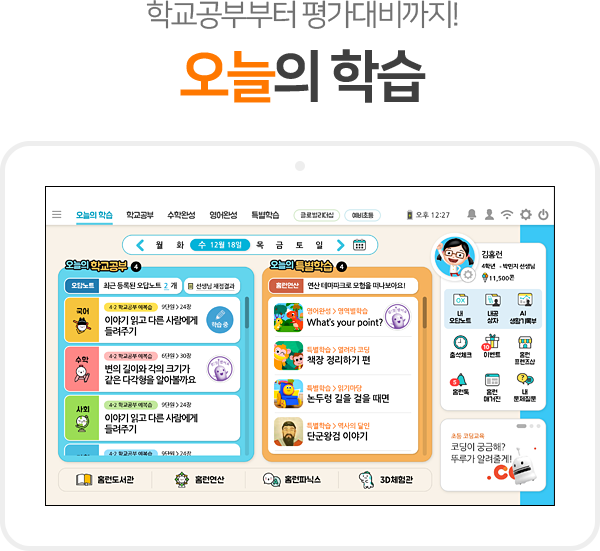 학교공부부터 평가대비까지!
오늘의 학습
오늘의 학습 학교공부 수학완성 영어완성 특별학습 글로벌리더십 예비초등 오후 12:27
월 화 수 12월 18일 목 금 토 일
오늘의 학교공부 4
오답노트 최근 등록된 오답노트 2 개 선생님 채점결과
국어
4-2 학교공부 예복습 9단원 > 24장
이야기 읽고 다른 사람에게
들려주기
학습 중
수학
4-2 학교공부 예복습 6단원 > 30장
변의 길이와 각의 크기가
같은 다각형을 알아볼까요
사회
4-2 학교공부 예복습 9단원 > 24장
이야기 읽고 다른 사람에게
들려주기
4-2 학교공부 예복습 9단원 > 24장
오늘의 특별학습 4
홈런연산 연산 테마파크로 모험을 떠나보아요!
영어완성 > 영역별학습
What's your point?
특별학습 > 열려라 코딩
책장 정리하기 편
특별학습 > 읽기마당
논두렁 길을 걸을 때면
특별학습 > 역사의 달인
단군왕검 이야기
김홈런
4학년 • 박민지 선생님
11,500콘
내
오답노트
내공
상자
AI
생활기록부
출석체크
10
이벤트
홈런
프렌즈샵
홈런톡
홈런
매거진
내
문제질문
초등 코딩교육
코딩이 궁금해?
뚜루가 알려줄게!
.co
홈런도서관 홈런연산 홈런파닉스 3D체험관